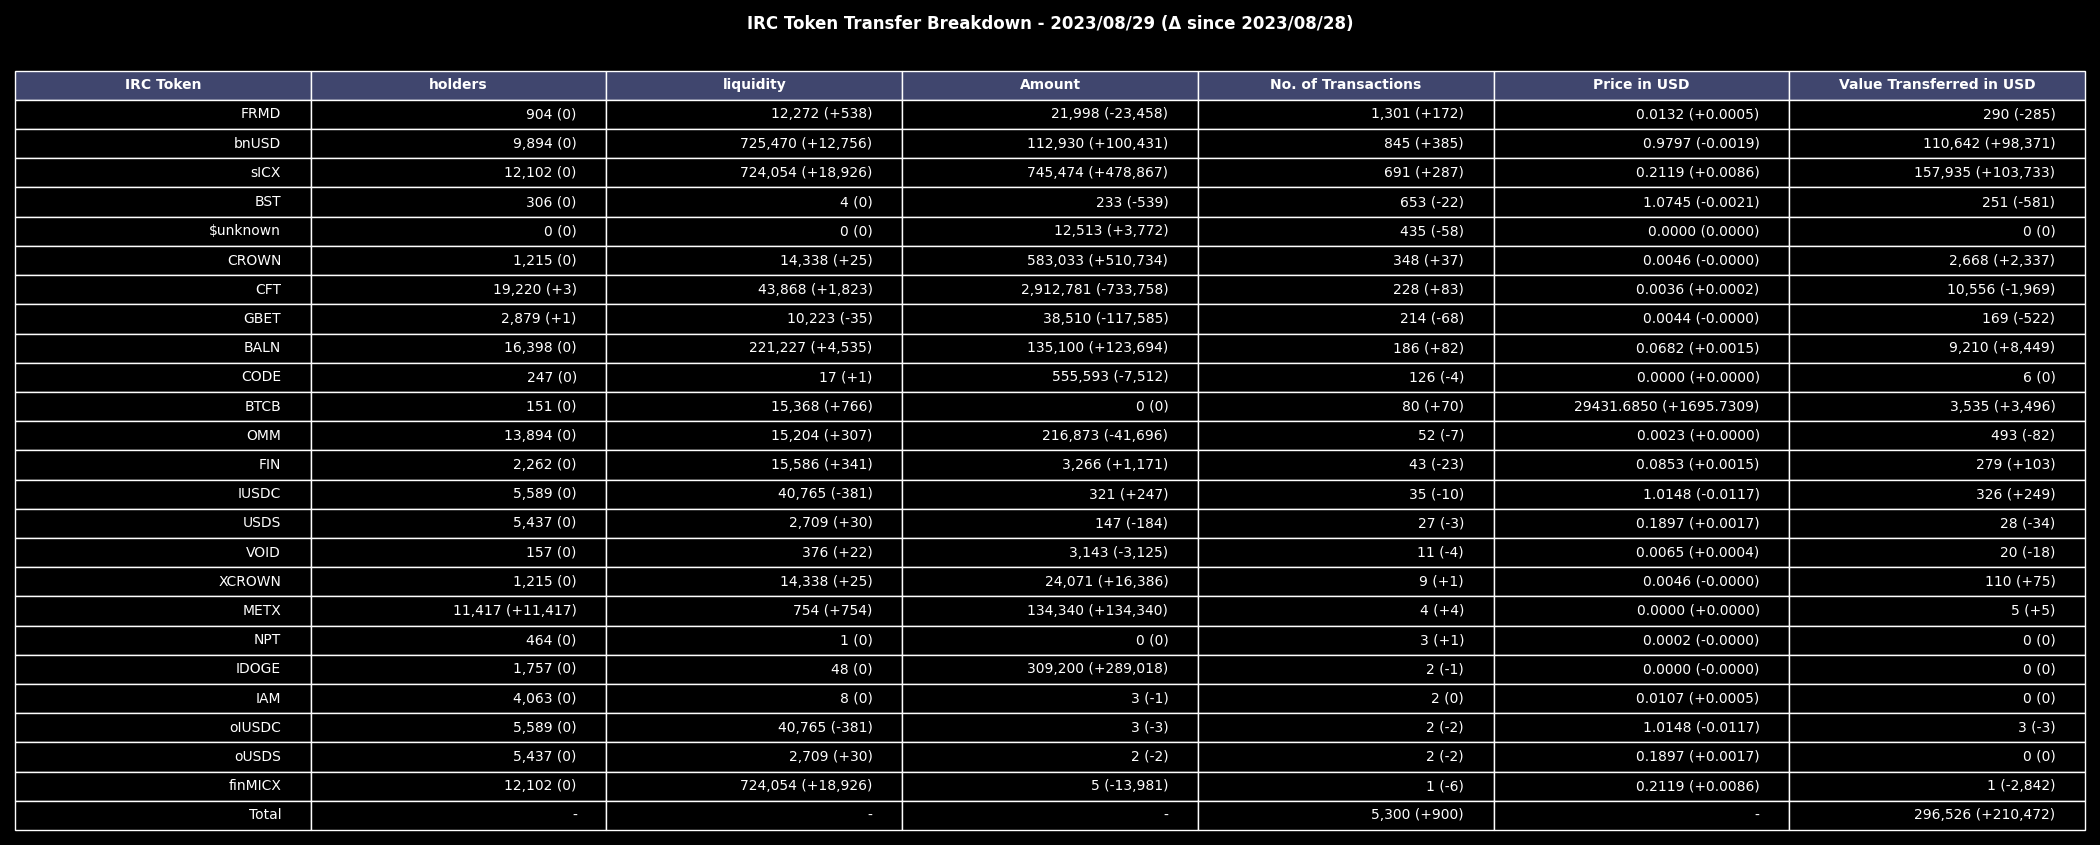 IRC Token Transfer Breakdown - 2023/08/29 (Δ since 2023/08/28)
IRC Token holders liquidity Amount No. of Transactions Price in USD Value Transferred in USD
FRMD 904 (0) 12,272 (+538) 21,998 (-23,458) 1,301 (+172) 0.0132 (+0.0005) 290 (-285)
bnUSD 9,894 (0) 725,470 (+12,756) 112,930 (+100,431) 845 (+385) 0.9797 (-0.0019) 110,642 (+98,371)
sICX 12,102 (0) 724,054 (+18,926) 745,474 (+478,867) 691 (+287) 0.2119 (+0.0086) 157,935 (+103,733)
BST 306 (0) 4 (0) 233 (-539) 653 (-22) 1.0745 (-0.0021) 251 (-581)
$unknown 0 (0) 0 (0) 12,513 (+3,772) 435 (-58) 0.0000 (0.0000) 0 (0)
CROWN 1,215 (0) 14,338 (+25) 583,033 (+510,734) 348 (+37) 0.0046 (-0.0000) 2,668 (+2,337)
CFT 19,220 (+3) 43,868 (+1,823) 2,912,781 (-733,758) 228 (+83) 0.0036 (+0.0002) 10,556 (-1,969)
GBET 2,879 (+1) 10,223 (-35) 38,510 (-117,585) 214 (-68) 0.0044 (-0.0000) 169 (-522)
BALN 16,398 (0) 221,227 (+4,535) 135,100 (+123,694) 186 (+82) 0.0682 (+0.0015) 9,210 (+8,449)
CODE 247 (0) 17 (+1) 555,593 (-7,512) 126 (-4) 0.0000 (+0.0000) 6 (0)
BTCB 151 (0) 15,368 (+766) 0 (0) 80 (+70) 29431.6850 (+1695.7309) 3,535 (+3,496)
OMM 13,894 (0) 15,204 (+307) 216,873 (-41,696) 52 (-7) 0.0023 (+0.0000) 493 (-82)
FIN 2,262 (0) 15,586 (+341) 3,266 (+1,171) 43 (-23) 0.0853 (+0.0015) 279 (+103)
IUSDC 5,589 (0) 40,765 (-381) 321 (+247) 35 (-10) 1.0148 (-0.0117) 326 (+249)
USDS 5,437 (0) 2,709 (+30) 147 (-184) 27 (-3) 0.1897 (+0.0017) 28 (-34)
VOID 157 (0) 376 (+22) 3,143 (-3,125) 11 (-4) 0.0065 (+0.0004) 20 (-18)
XCROWN 1,215 (0) 14,338 (+25) 24,071 (+16,386) 9 (+1) 0.0046 (-0.0000) 110 (+75)
METX 11,417 (+11,417) 754 (+754) 134,340 (+134,340) 4 (+4) 0.0000 (+0.0000) 5 (+5)
NPT 464 (0) 1 (0) 0 (0) 3 (+1) 0.0002 (-0.0000) 0 (0)
IDOGE 1,757 (0) 48 (0) 309,200 (+289,018) 2 (-1) 0.0000 (-0.0000) 0 (0)
IAM 4,063 (0) 8 (0) 3 (-1) 2 (0) 0.0107 (+0.0005) 0 (0)
oIUSDC 5,589 (0) 40,765 (-381) 3 (-3) 2 (-2) 1.0148 (-0.0117) 3 (-3)
oUSDS 5,437 (0) 2,709 (+30) 2 (-2) 2 (-2) 0.1897 (+0.0017) 0 (0)
finMICX 12,102 (0) 724,054 (+18,926) 5 (-13,981) 1 (-6) 0.2119 (+0.0086) 1 (-2,842)
Total - - - 5,300 (+900) - 296,526 (+210,472)